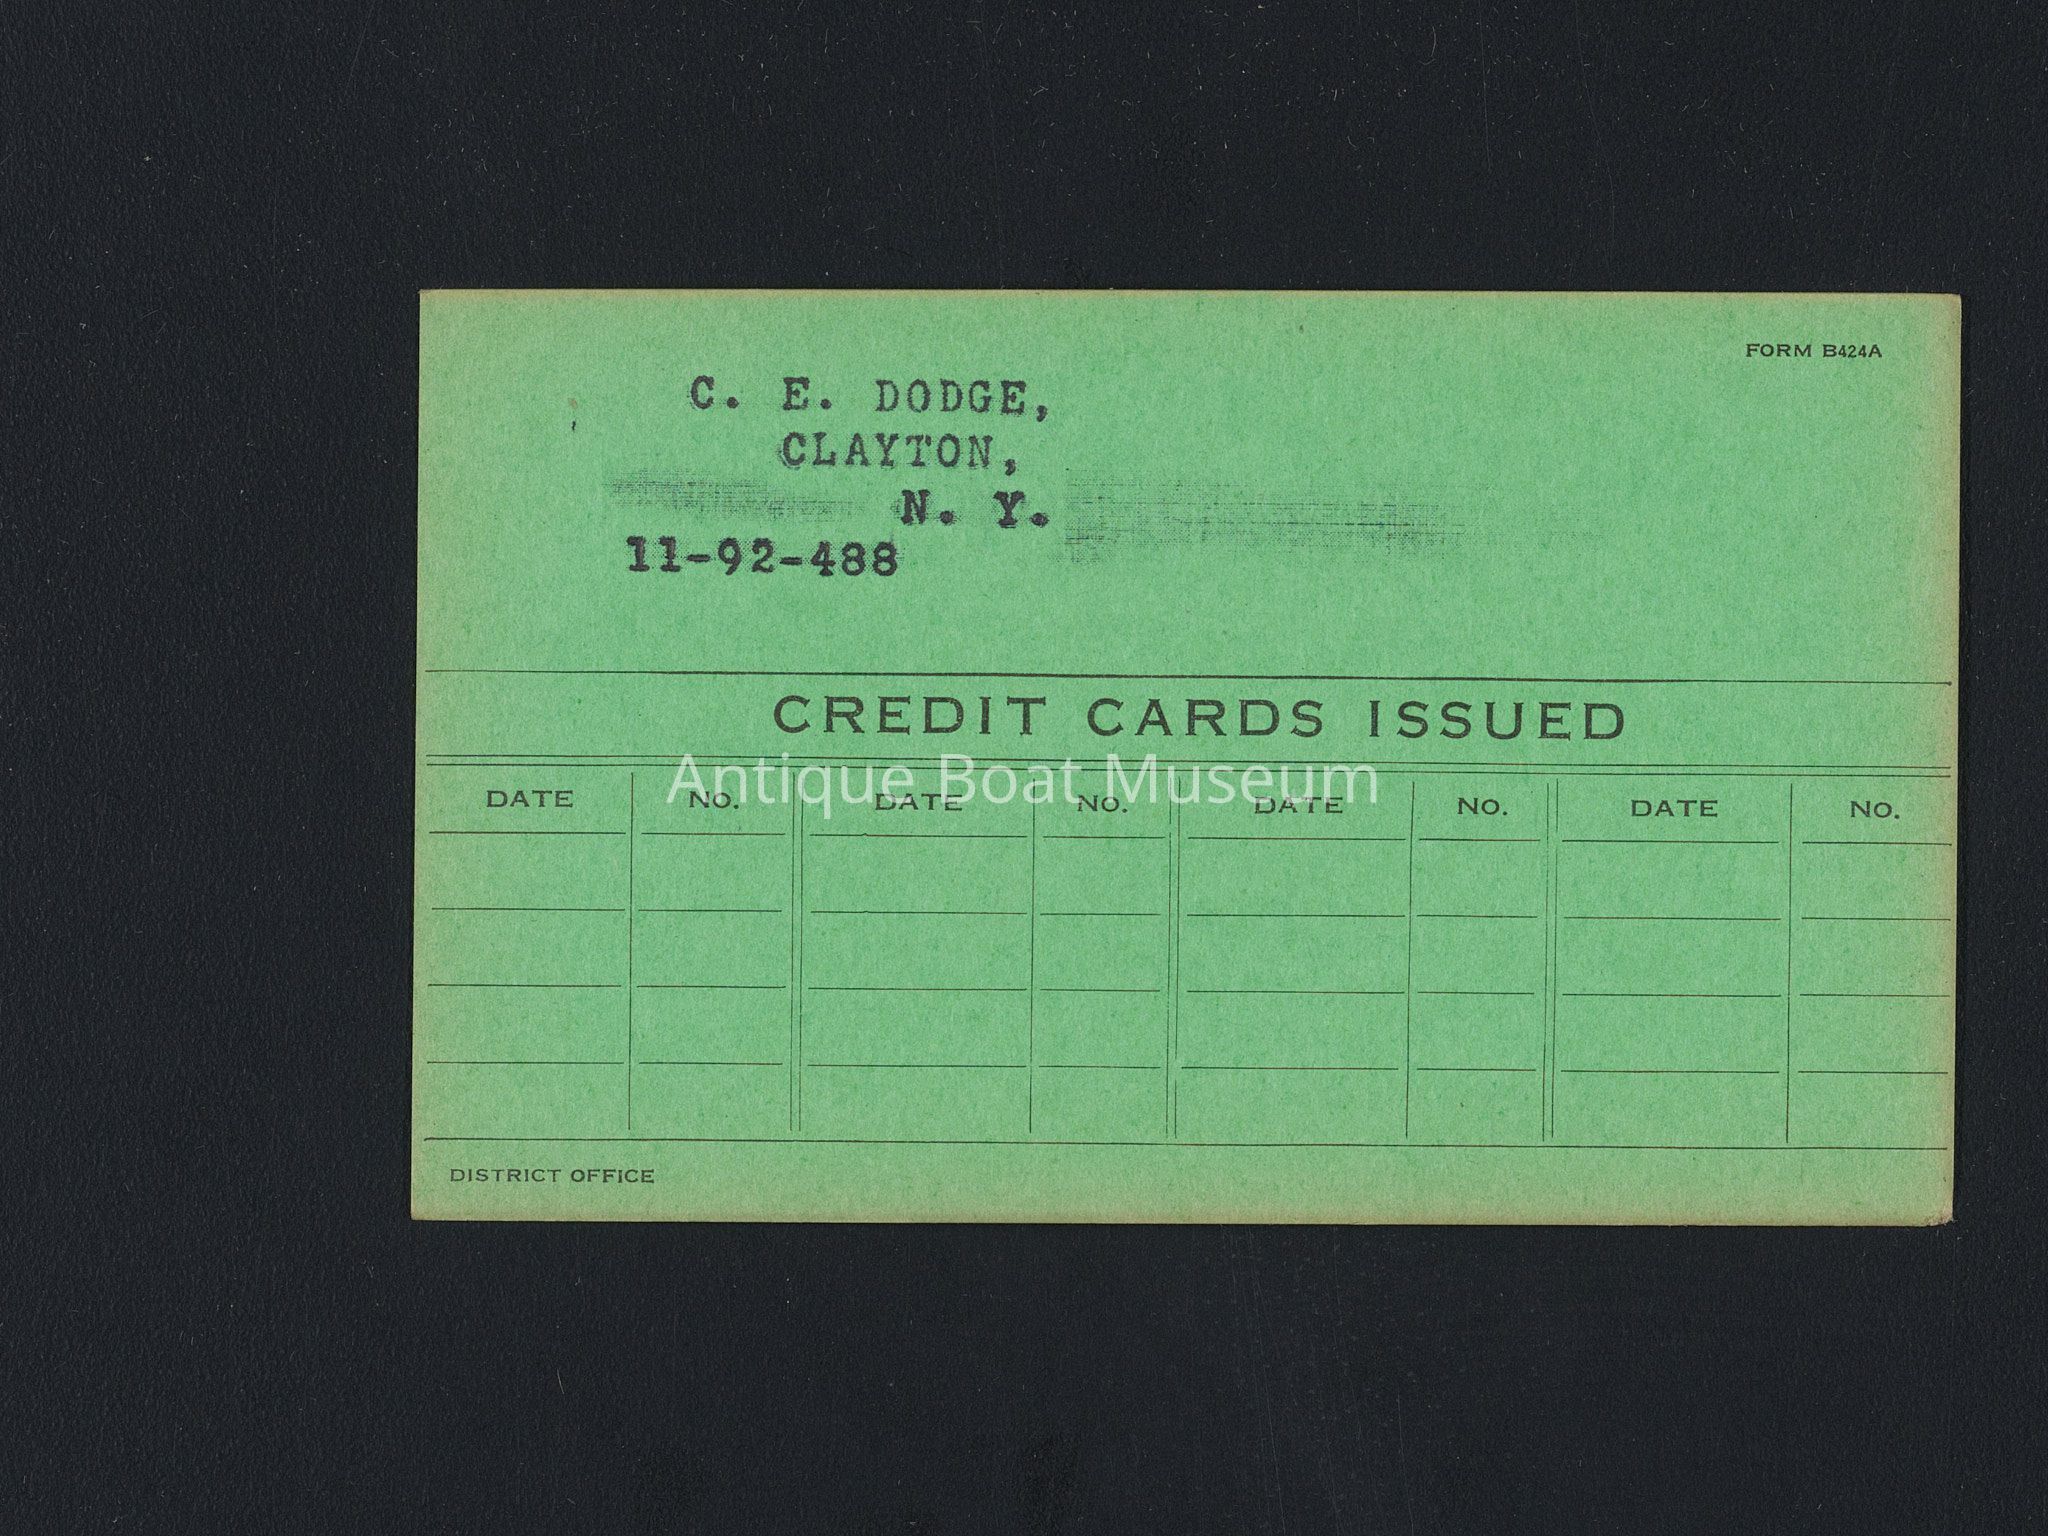 FORM B424A
C. E. DODGE,
CLAYTON,
N. Y.
11-92-488
CREDIT CARDS ISSUED
Antique Boat Museum
DATE NO. DATE NO. DATE NO. DATE NO.
DISTRICT OFFICE